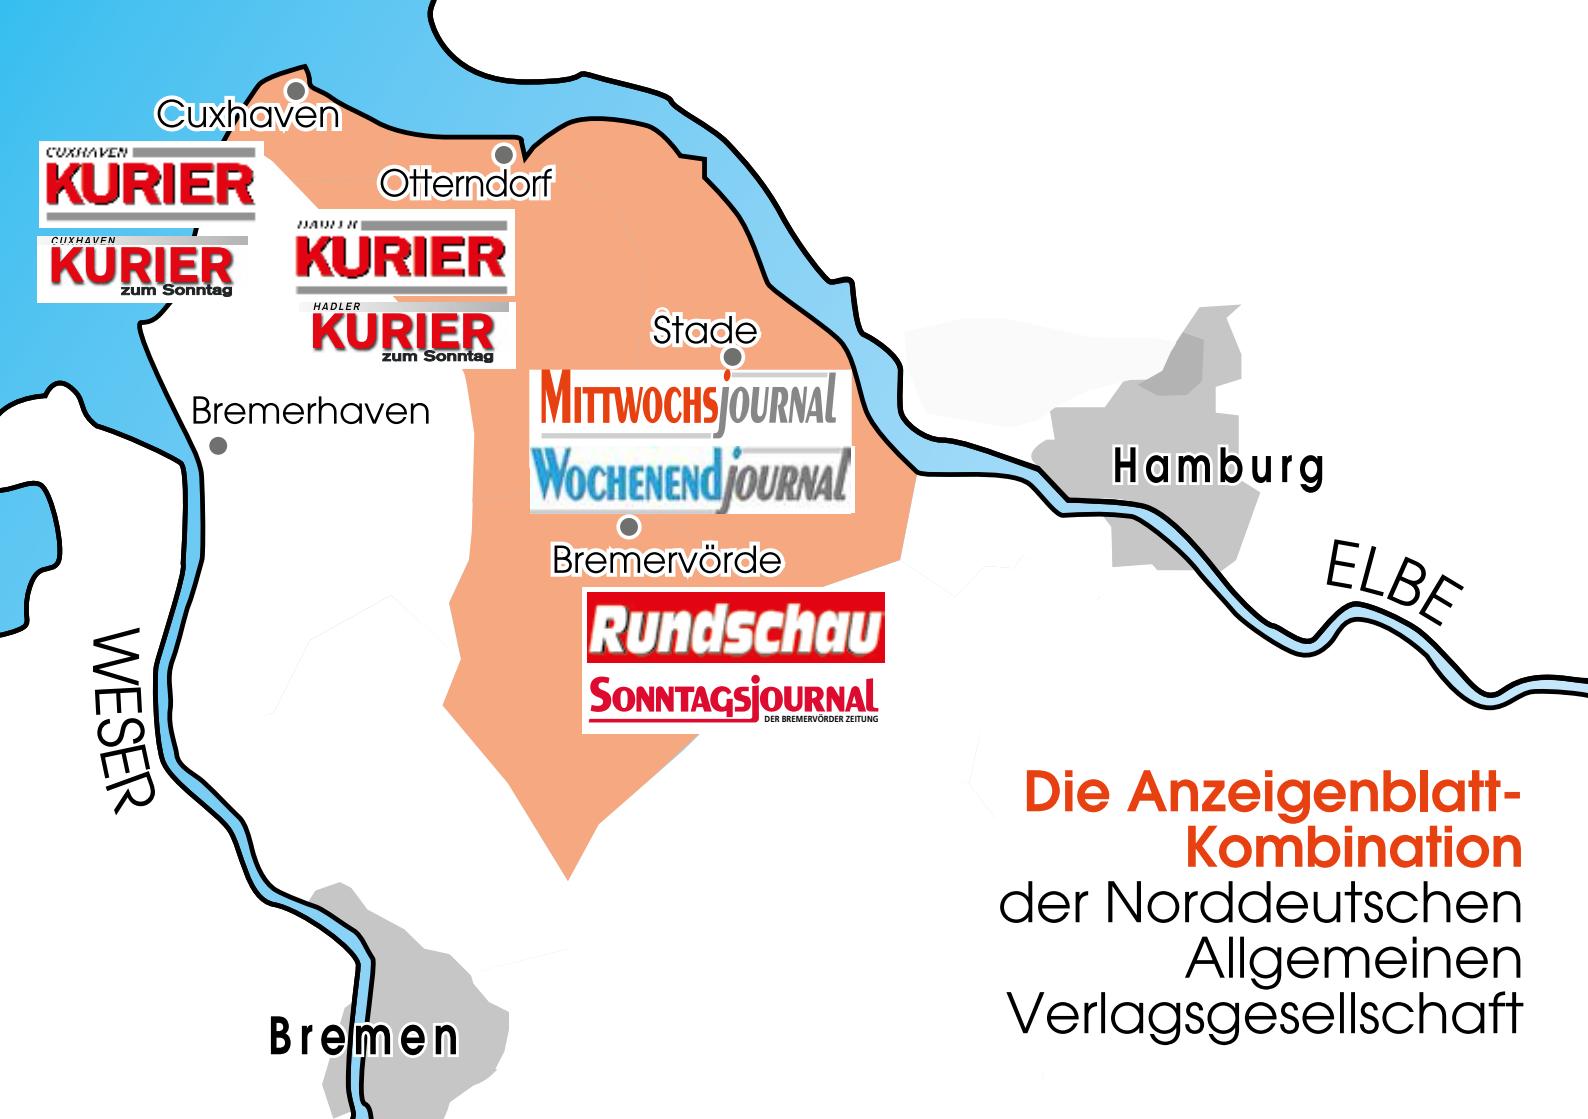 Cuxhaven
CUXHAVEN
KURIER
CUXHAVEN
KURIER
zum Sonntag
Otterndorf
HADLER
KURIER
HADLER
KURIER
zum Sonntag
Stade
MITTWOCHSJOURNAL
WOCHENENDJOURNAL
Bremerhaven
Bremervörde
Rundschau
SONNTAGSJOURNAL
DER BREMERVÖRDER ZEITUNG
Hamburg
ELBE
WESER
Bremen
Die Anzeigenblatt-
Kombination
der Norddeutschen
Allgemeinen
Verlagsgesellschaft